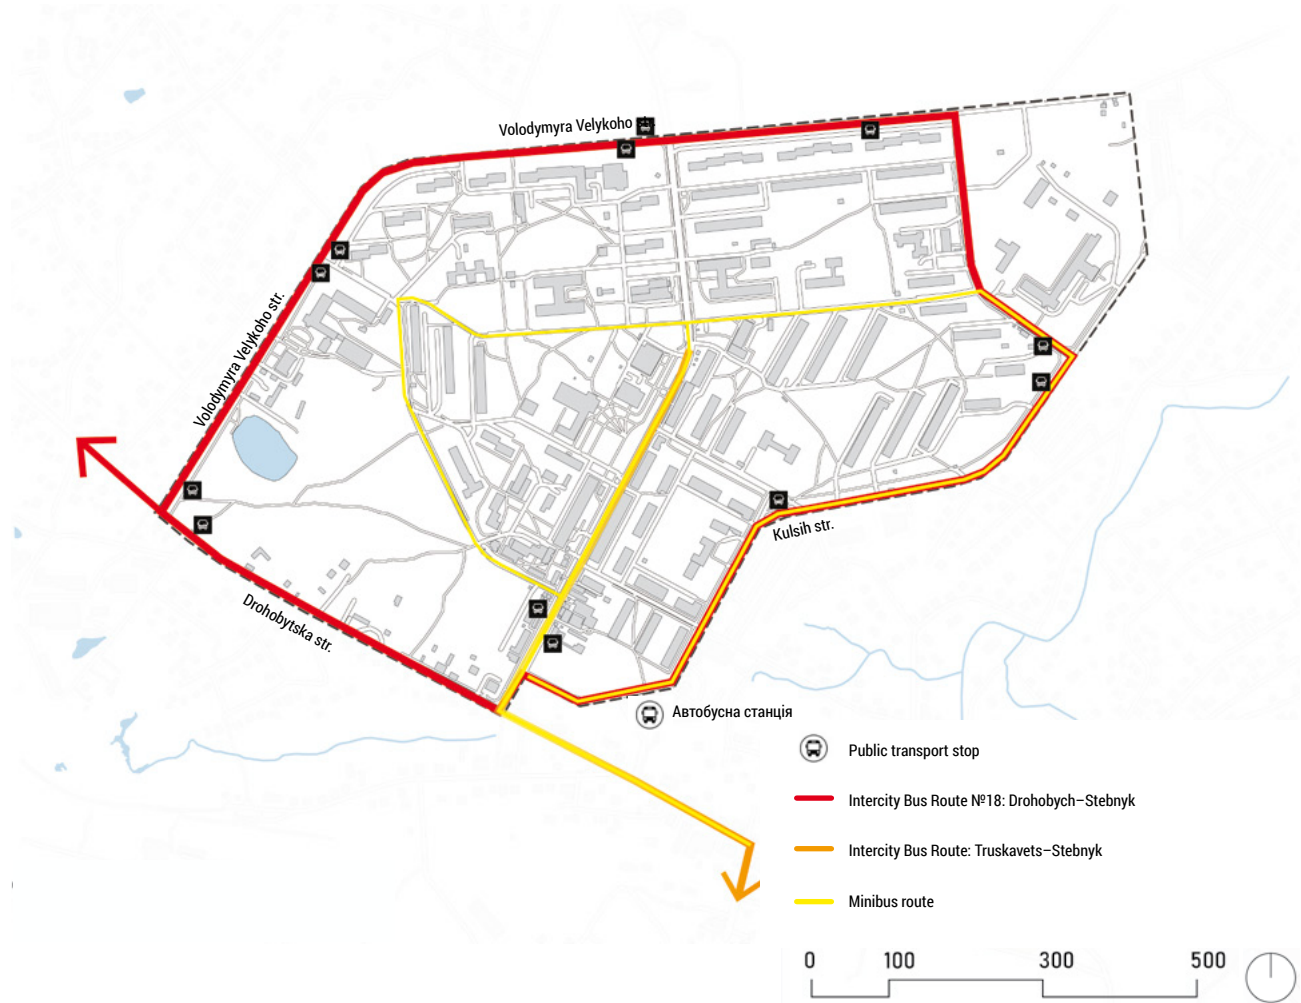 Volodymyra Velykoho
Volodymyra Velykoho str.
Kulsih str.
Drohobytska str.
Автобусна станція
Public transport stop
Intercity Bus Route №18: Drohobych–Stebnyk
Intercity Bus Route: Truskavets–Stebnyk
Minibus route
0 100 300 500